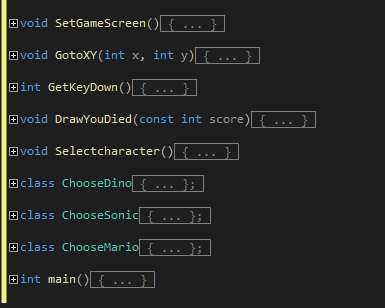 void SetGameScreen(){ ... }
void GotoXY(int x, int y){ ... }
int GetKeyDown(){ ... }
void DrawYouDied(const int score){ ... }
void Selectcharacter(){ ... }
class ChooseDino{ ... };
class ChooseSonic{ ... };
class ChooseMario{ ... };
int main(){ ... }